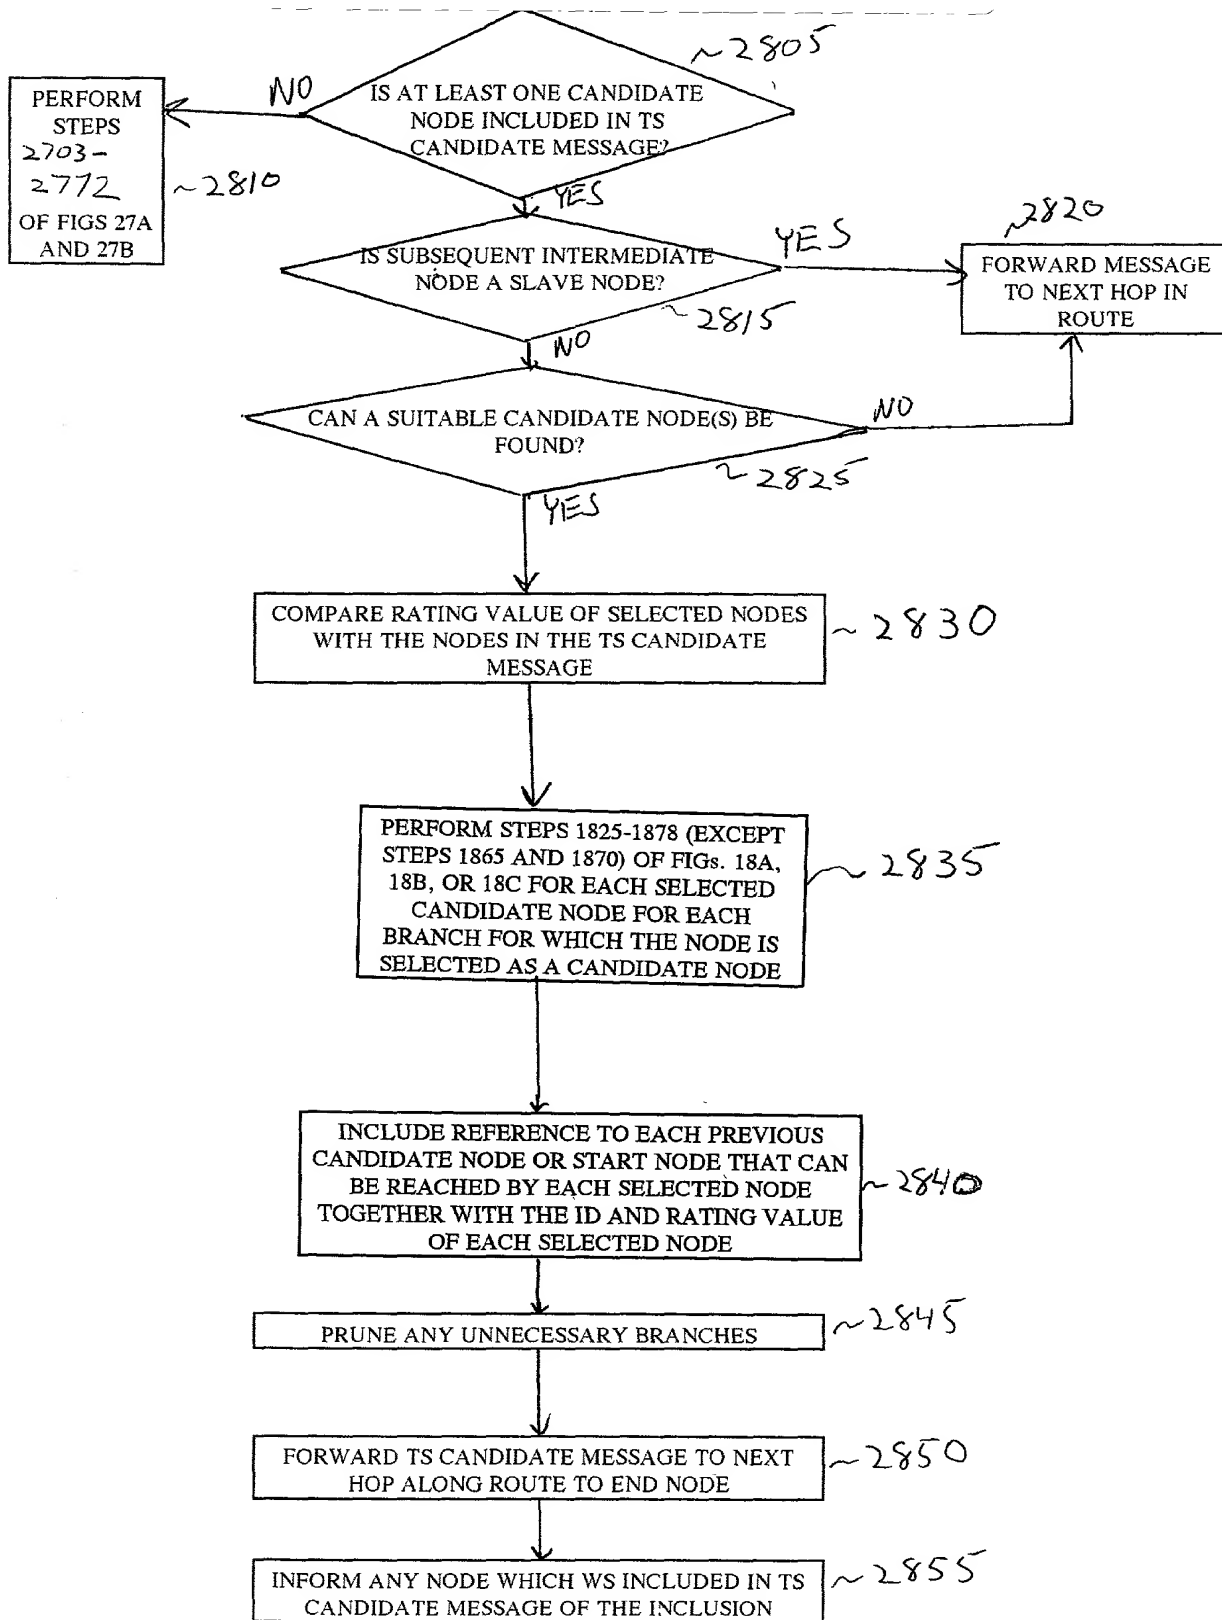 ~2805
IS AT LEAST ONE CANDIDATE
NODE INCLUDED IN TS
CANDIDATE MESSAGE?
NO
PERFORM
STEPS
2703-
2772
OF FIGS 27A
AND 27B
~2810
YES
IS SUBSEQUENT INTERMEDIATE
NODE A SLAVE NODE?
~2815
YES
~2820
FORWARD MESSAGE
TO NEXT HOP IN
ROUTE
NO
CAN A SUITABLE CANDIDATE NODE(S) BE
FOUND?
NO
~2825
YES
COMPARE RATING VALUE OF SELECTED NODES
WITH THE NODES IN THE TS CANDIDATE
MESSAGE
~2830
PERFORM STEPS 1825-1878 (EXCEPT
STEPS 1865 AND 1870) OF FIGs. 18A,
18B, OR 18C FOR EACH SELECTED
CANDIDATE NODE FOR EACH
BRANCH FOR WHICH THE NODE IS
SELECTED AS A CANDIDATE NODE
~2835
INCLUDE REFERENCE TO EACH PREVIOUS
CANDIDATE NODE OR START NODE THAT CAN
BE REACHED BY EACH SELECTED NODE
TOGETHER WITH THE ID AND RATING VALUE
OF EACH SELECTED NODE
~2840
PRUNE ANY UNNECESSARY BRANCHES
~2845
FORWARD TS CANDIDATE MESSAGE TO NEXT
HOP ALONG ROUTE TO END NODE
~2850
INFORM ANY NODE WHICH WS INCLUDED IN TS
CANDIDATE MESSAGE OF THE INCLUSION
~2855